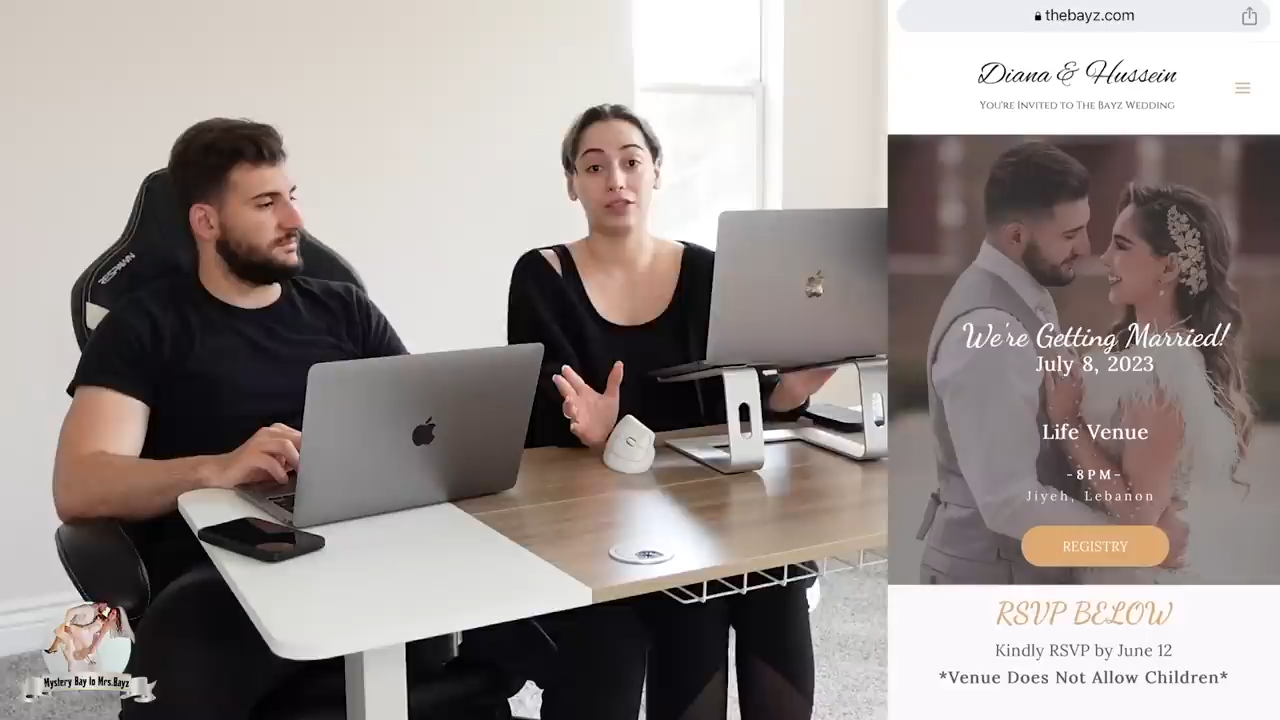 RESPAWN
Mystery Bay to Mrs.Bayz
thebayz.com
Diana & Hussein
You're Invited to The Bayz Wedding
We're Getting Married!
July 8, 2023
Life Venue
-8PM-
Jiyeh, Lebanon
REGISTRY
RSVP BELOW
Kindly RSVP by June 12
*Venue Does Not Allow Children*